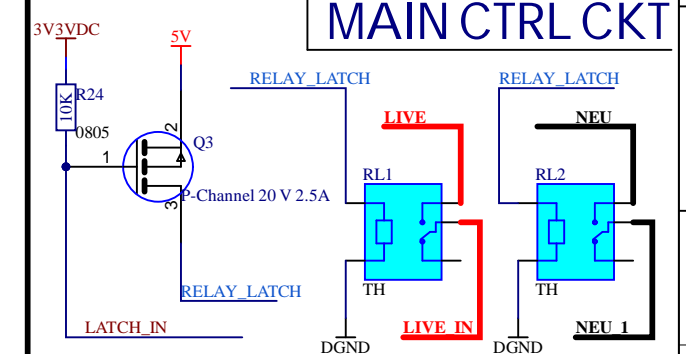 MAIN CTRL CKT
3V3VDC
5V
RELAY_LATCH
RELAY_LATCH
10K
R24
0805
LIVE
NEU
1
2
Q3
3
P-Channel 20 V 2.5A
RL1
RL2
RELAY_LATCH
TH
TH
LATCH_IN
LIVE_IN
NEU_1
DGND
DGND